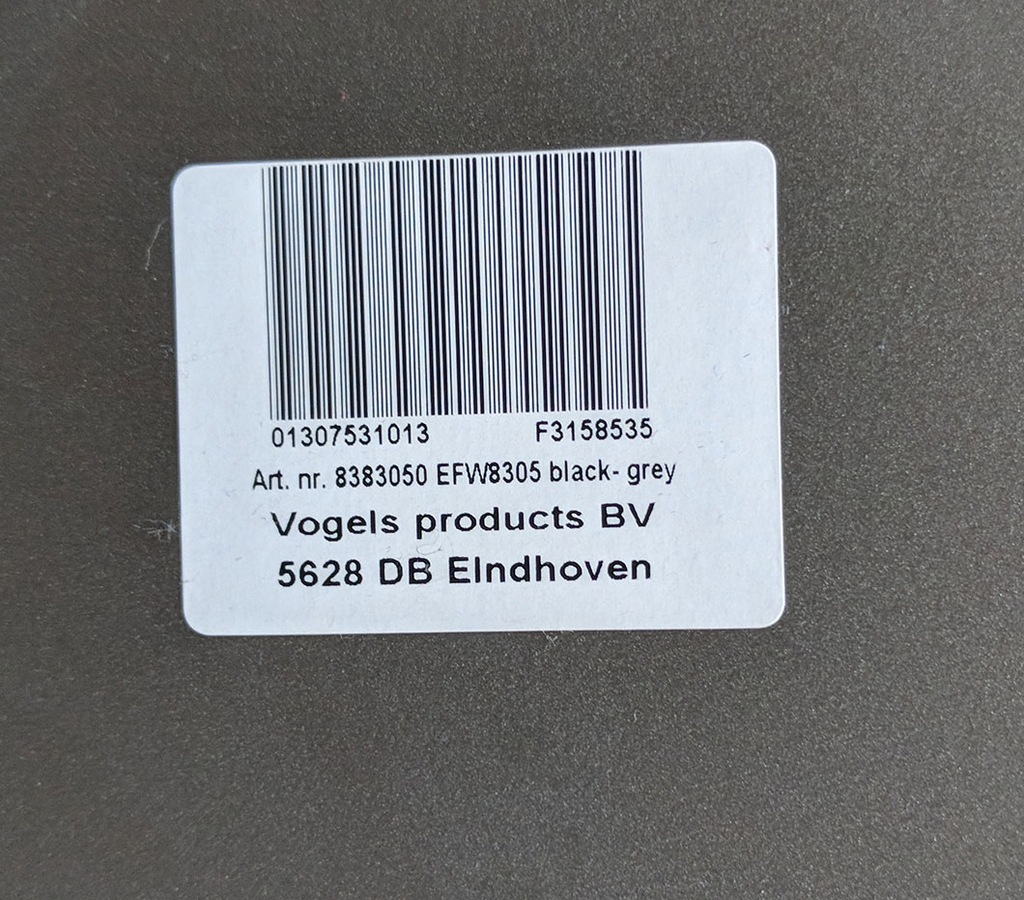 01307531013 F3158535
Art. nr. 8383050 EFW8305 black- grey
Vogels products BV
5628 DB EIndhoven